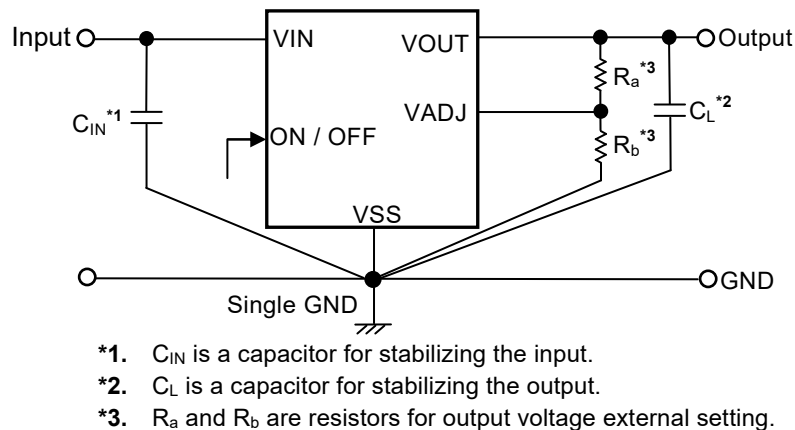 Input
VIN
VOUT
Output
Ra*3
CIN*1
VADJ
CL*2
ON / OFF
Rb*3
VSS
GND
Single GND
*1. CIN is a capacitor for stabilizing the input.
*2. CL is a capacitor for stabilizing the output.
*3. Ra and Rb are resistors for output voltage external setting.